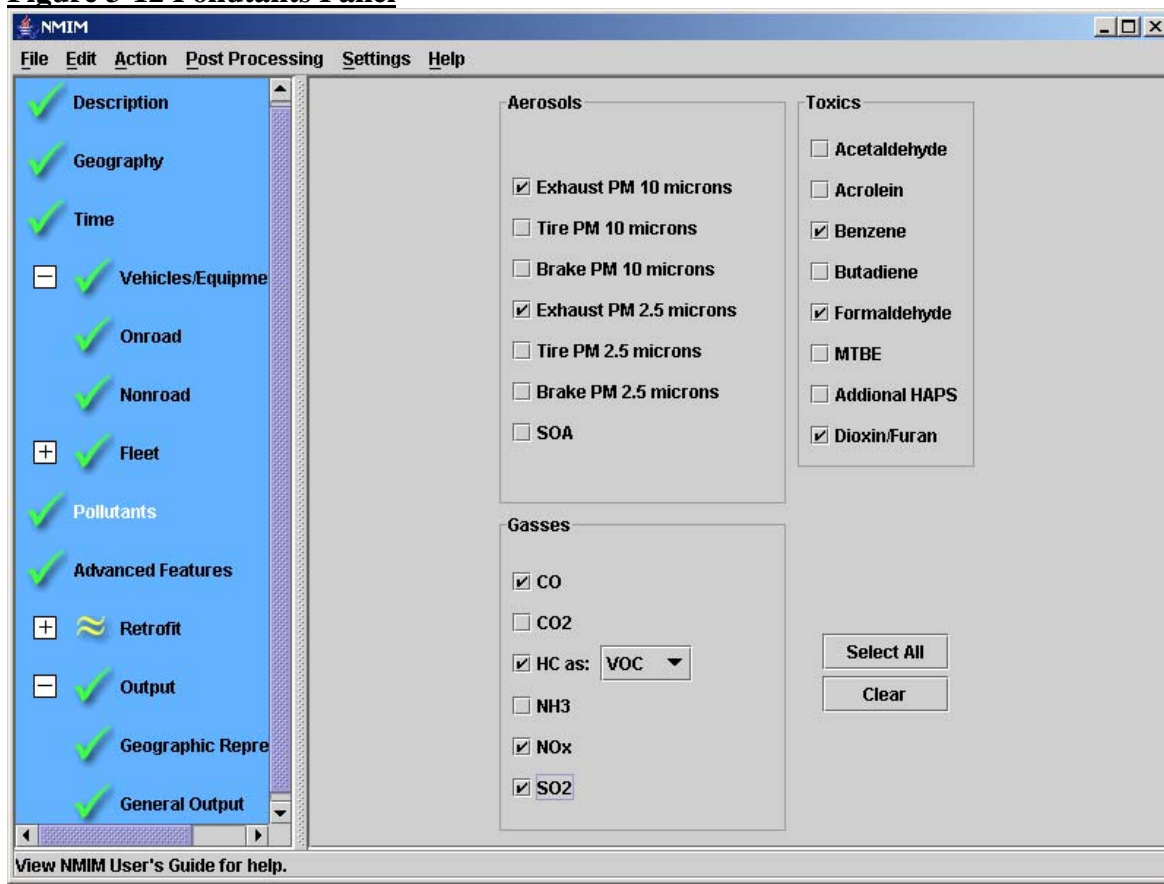 Figure 3-12 Pollutants Panel
NMIM
File Edit Action Post Processing Settings Help
Description
Geography
Time
Vehicles/Equipme
Onroad
Nonroad
Fleet
Pollutants
Advanced Features
Retrofit
Output
Geographic Repre
General Output
Aerosols
Exhaust PM 10 microns
Tire PM 10 microns
Brake PM 10 microns
Exhaust PM 2.5 microns
Tire PM 2.5 microns
Brake PM 2.5 microns
SOA
Toxics
Acetaldehyde
Acrolein
Benzene
Butadiene
Formaldehyde
MTBE
Addional HAPS
Dioxin/Furan
Gasses
CO
CO2
HC as: VOC
NH3
NOx
SO2
Select All
Clear
View NMIM User's Guide for help.